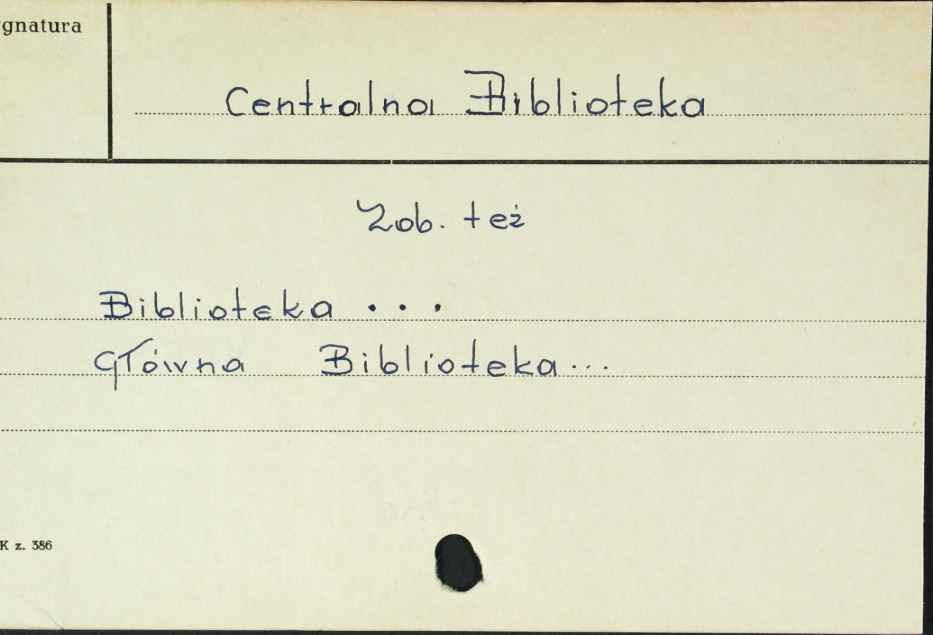 gnatura
Centralna Biblioteka
Zob. też
Biblioteka . . .
Główna Biblioteka ...
K z. 386